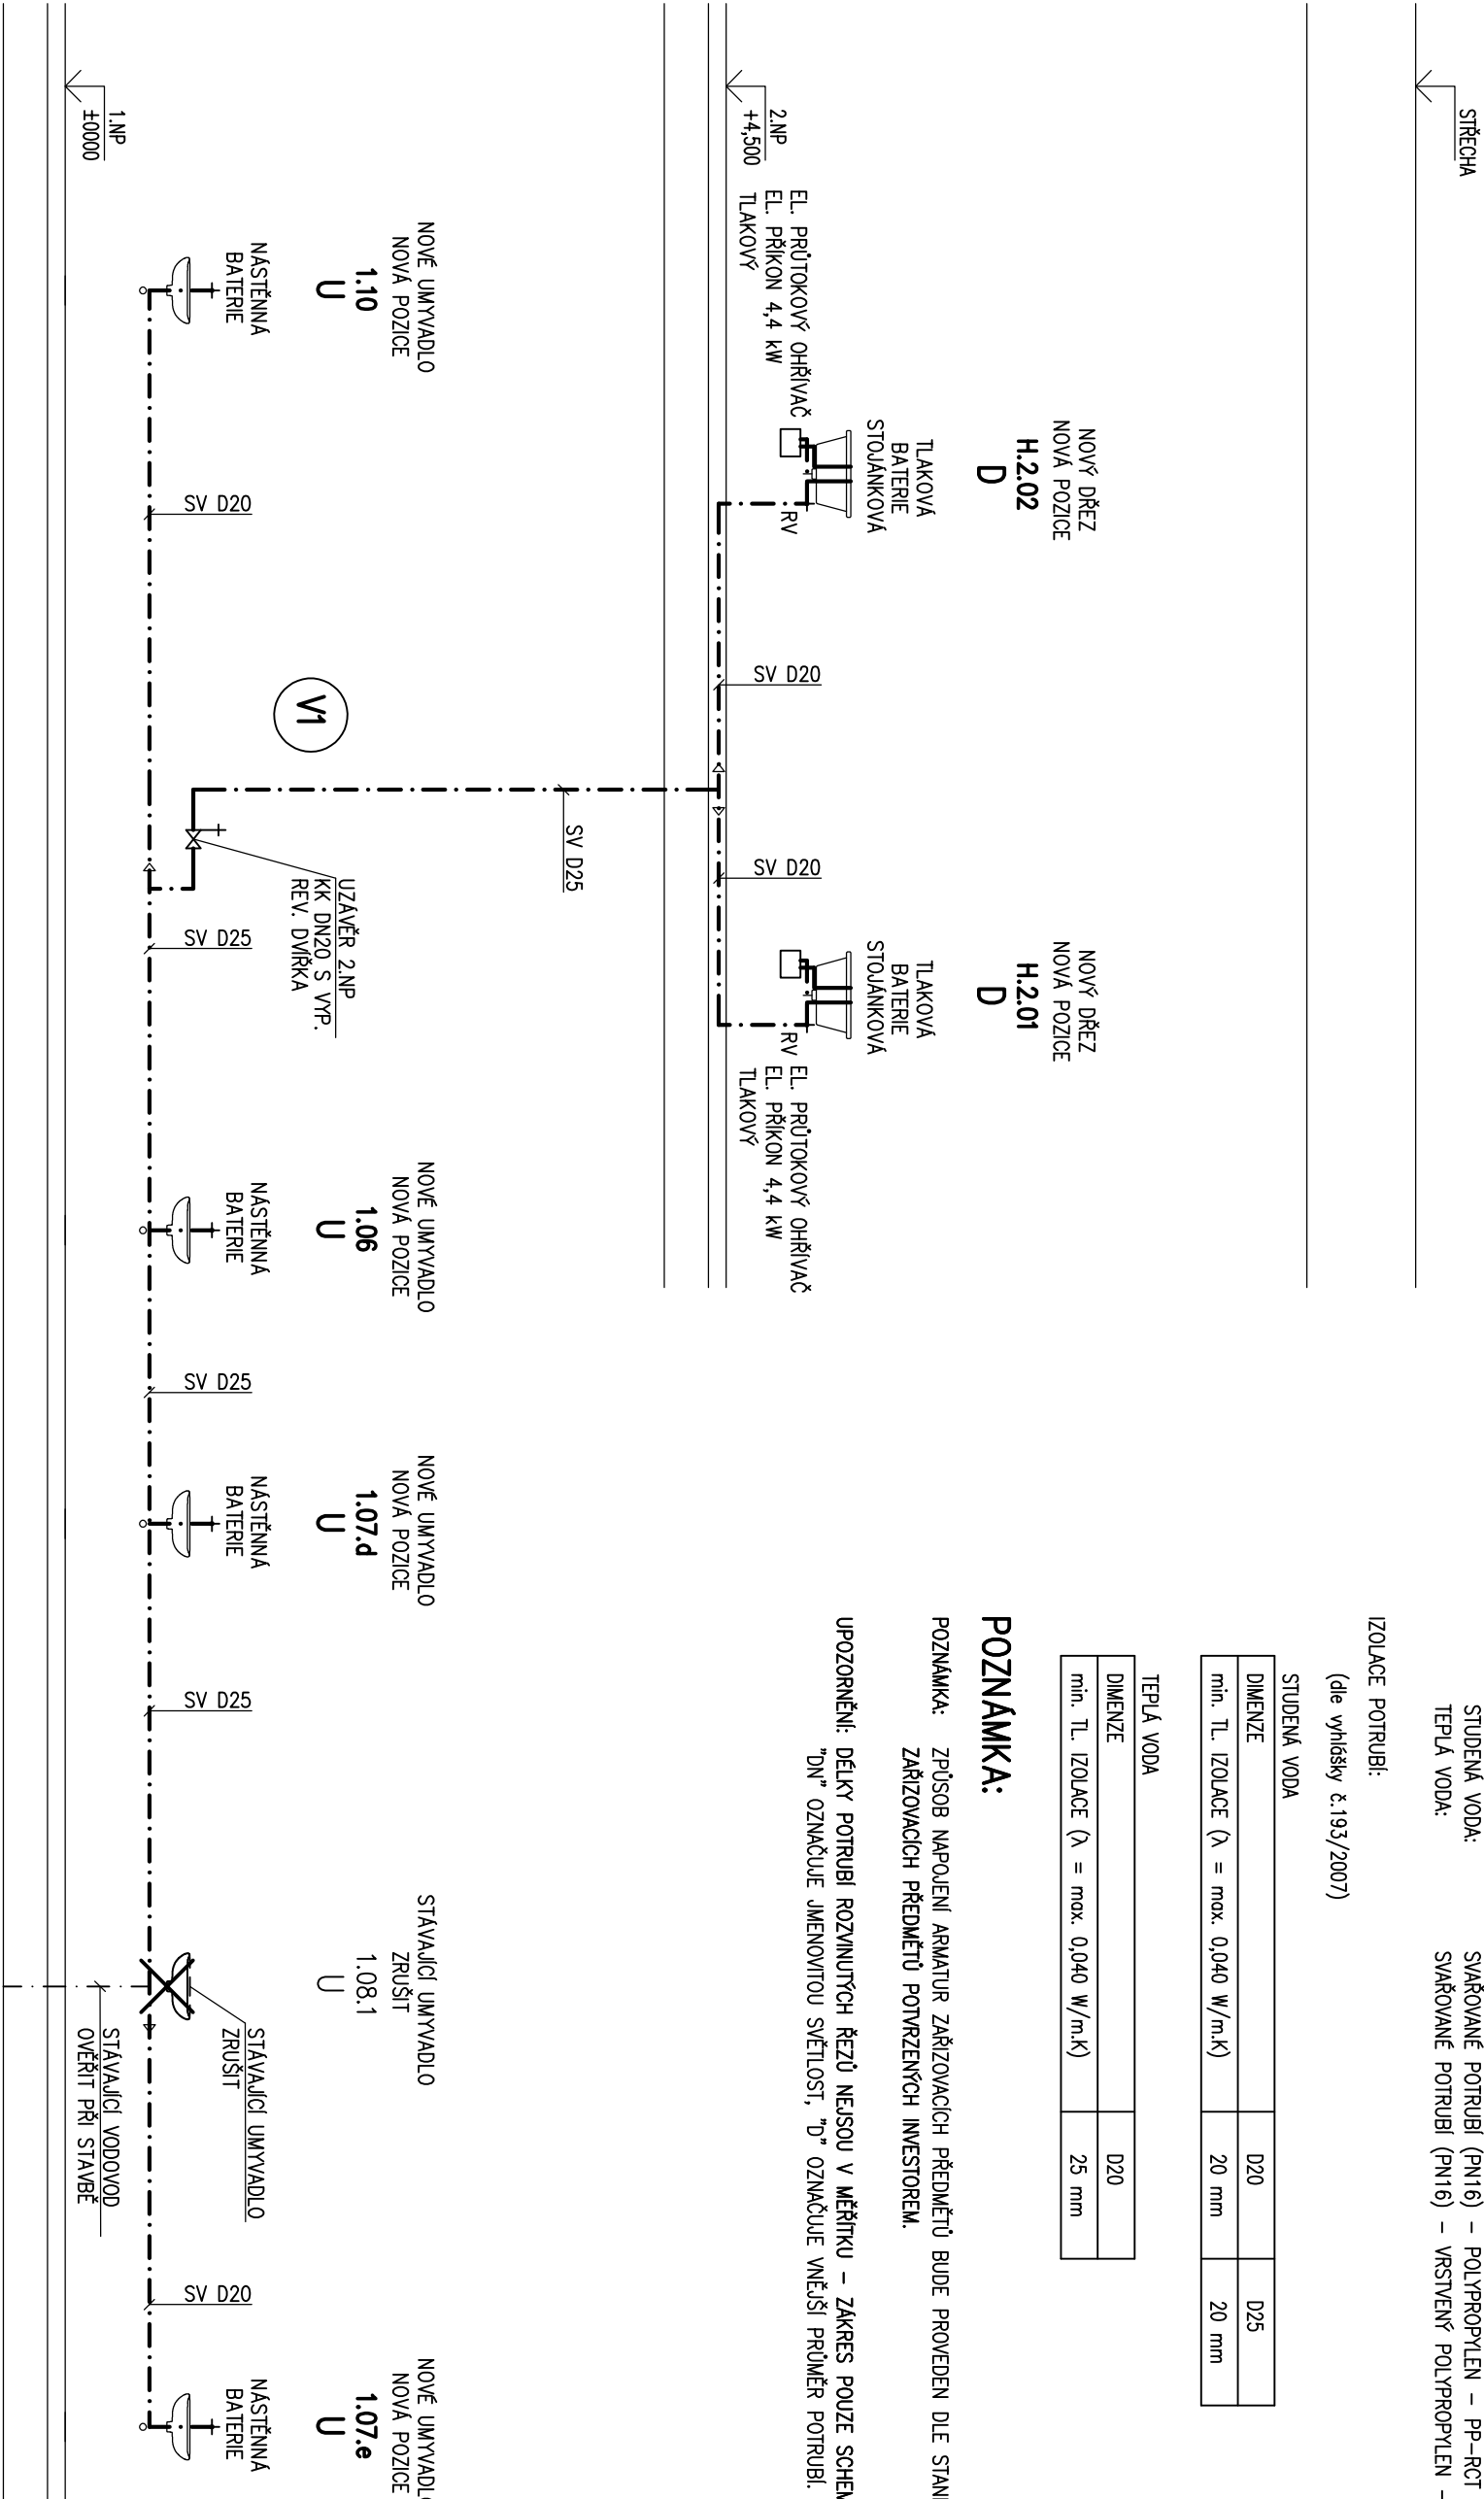 STŘECHA
2.NP
+4,500
1.NP
±0000
NOVÝ DŘEZ
NOVÁ POZICE
H.2.02
D
TLAKOVÁ
BATERIE
STOJÁNKOVÁ
EL. PRŮTOKOVÝ OHŘÍVAČ
EL. PŘÍKON 4,4 kW
TLAKOVÝ
RV
SV D20
SV D20
NOVÝ DŘEZ
NOVÁ POZICE
H.2.01
D
TLAKOVÁ
BATERIE
STOJÁNKOVÁ
RV
EL. PRŮTOKOVÝ OHŘÍVAČ
EL. PŘÍKON 4,4 kW
TLAKOVÝ
SV D25
V1
UZÁVĚR 2.NP
KK DN20 S VYP.
REV. DVÍŘKA
NOVÉ UMYVADLO
NOVÁ POZICE
1.10
U
NÁSTĚNNÁ
BATERIE
SV D20
SV D25
NOVÉ UMYVADLO
NOVÁ POZICE
1.06
U
NÁSTĚNNÁ
BATERIE
SV D25
NOVÉ UMYVADLO
NOVÁ POZICE
1.07.d
U
NÁSTĚNNÁ
BATERIE
SV D25
STÁVAJÍCÍ UMYVADLO
ZRUŠIT
1.08.1
U
STÁVAJÍCÍ UMYVADLO
ZRUŠIT
STÁVAJÍCÍ VODOVOD
OVĚŘIT PŘI STAVBĚ
SV D20
NOVÉ UMYVADLO
NOVÁ POZICE
1.07.e
U
NÁSTĚNNÁ
BATERIE
STUDENÁ VODA: SVAŘOVANÉ POTRUBÍ (PN16) – POLYPROPYLEN – PP–RCT
TEPLÁ VODA: SVAŘOVANÉ POTRUBÍ (PN16) – VRSTVENÝ POLYPROPYLEN –
IZOLACE POTRUBÍ:
(dle vyhlášky č.193/2007)
STUDENÁ VODA
DIMENZE D20 D25
min. TL. IZOLACE (λ = max. 0,040 W/m.K) 20 mm 20 mm
TEPLÁ VODA
DIMENZE D20
min. TL. IZOLACE (λ = max. 0,040 W/m.K) 25 mm
POZNÁMKA:
POZNÁMKA: ZPŮSOB NAPOJENÍ ARMATUR ZAŘIZOVACÍCH PŘEDMĚTŮ BUDE PROVEDEN DLE
ZAŘIZOVACÍCH PŘEDMĚTŮ POTVRZENÝCH INVESTOREM.
UPOZORNĚNÍ: DÉLKY POTRUBÍ ROZVINUTÝCH ŘEZŮ NEJSOU V MĚŘÍTKU – ZÁKRES POUZE
"DN" OZNAČUJE JMENOVITOU SVĚTLOST, "D" OZNAČUJE VNĚJŠÍ PRŮMĚR POTRUBÍ.